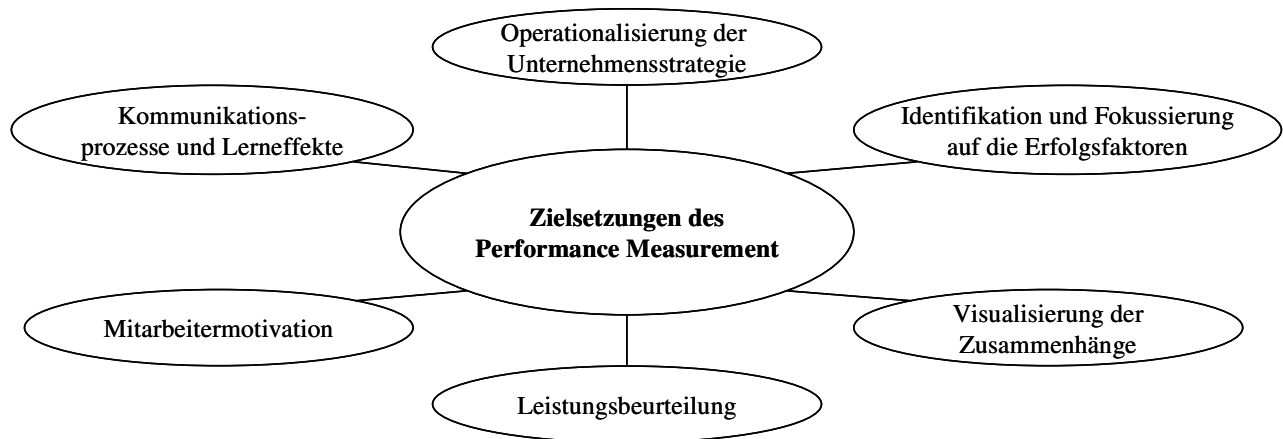 Operationalisierung der
Unternehmensstrategie
Kommunikations-
prozesse und Lerneffekte
Identifikation und Fokussierung
auf die Erfolgsfaktoren
Zielsetzungen des
Performance Measurement
Mitarbeitermotivation
Visualisierung der
Zusammenhänge
Leistungsbeurteilung